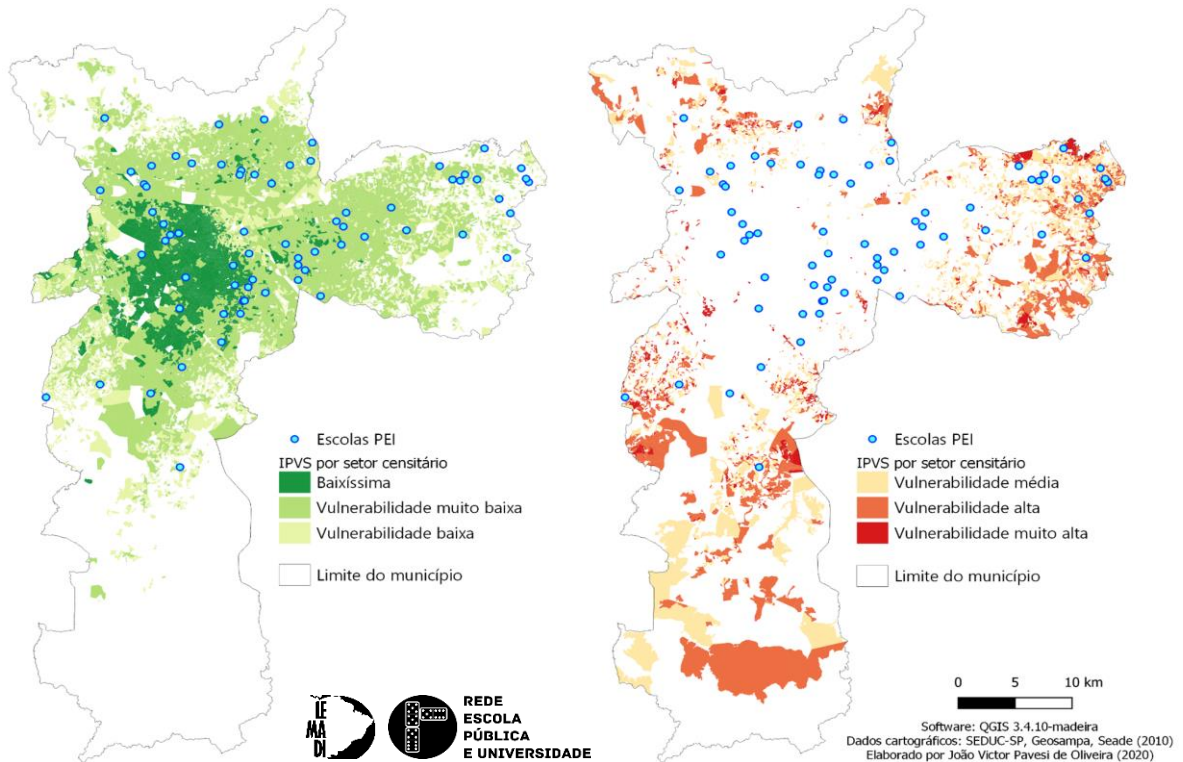 Escolas PEI
IPVS por setor censitário
Baixíssima
Vulnerabilidade muito baixa
Vulnerabilidade baixa
Limite do município
Escolas PEI
IPVS por setor censitário
Vulnerabilidade média
Vulnerabilidade alta
Vulnerabilidade muito alta
Limite do município
LE
MA
DI
REDE
ESCOLA
PÚBLICA
E UNIVERSIDADE
0 5 10 km
Software: QGIS 3.4.10-madeira
Dados cartográficos: SEDUC-SP, Geosampa, Seade (2010)
Elaborado por João Victor Pavesi de Oliveira (2020)